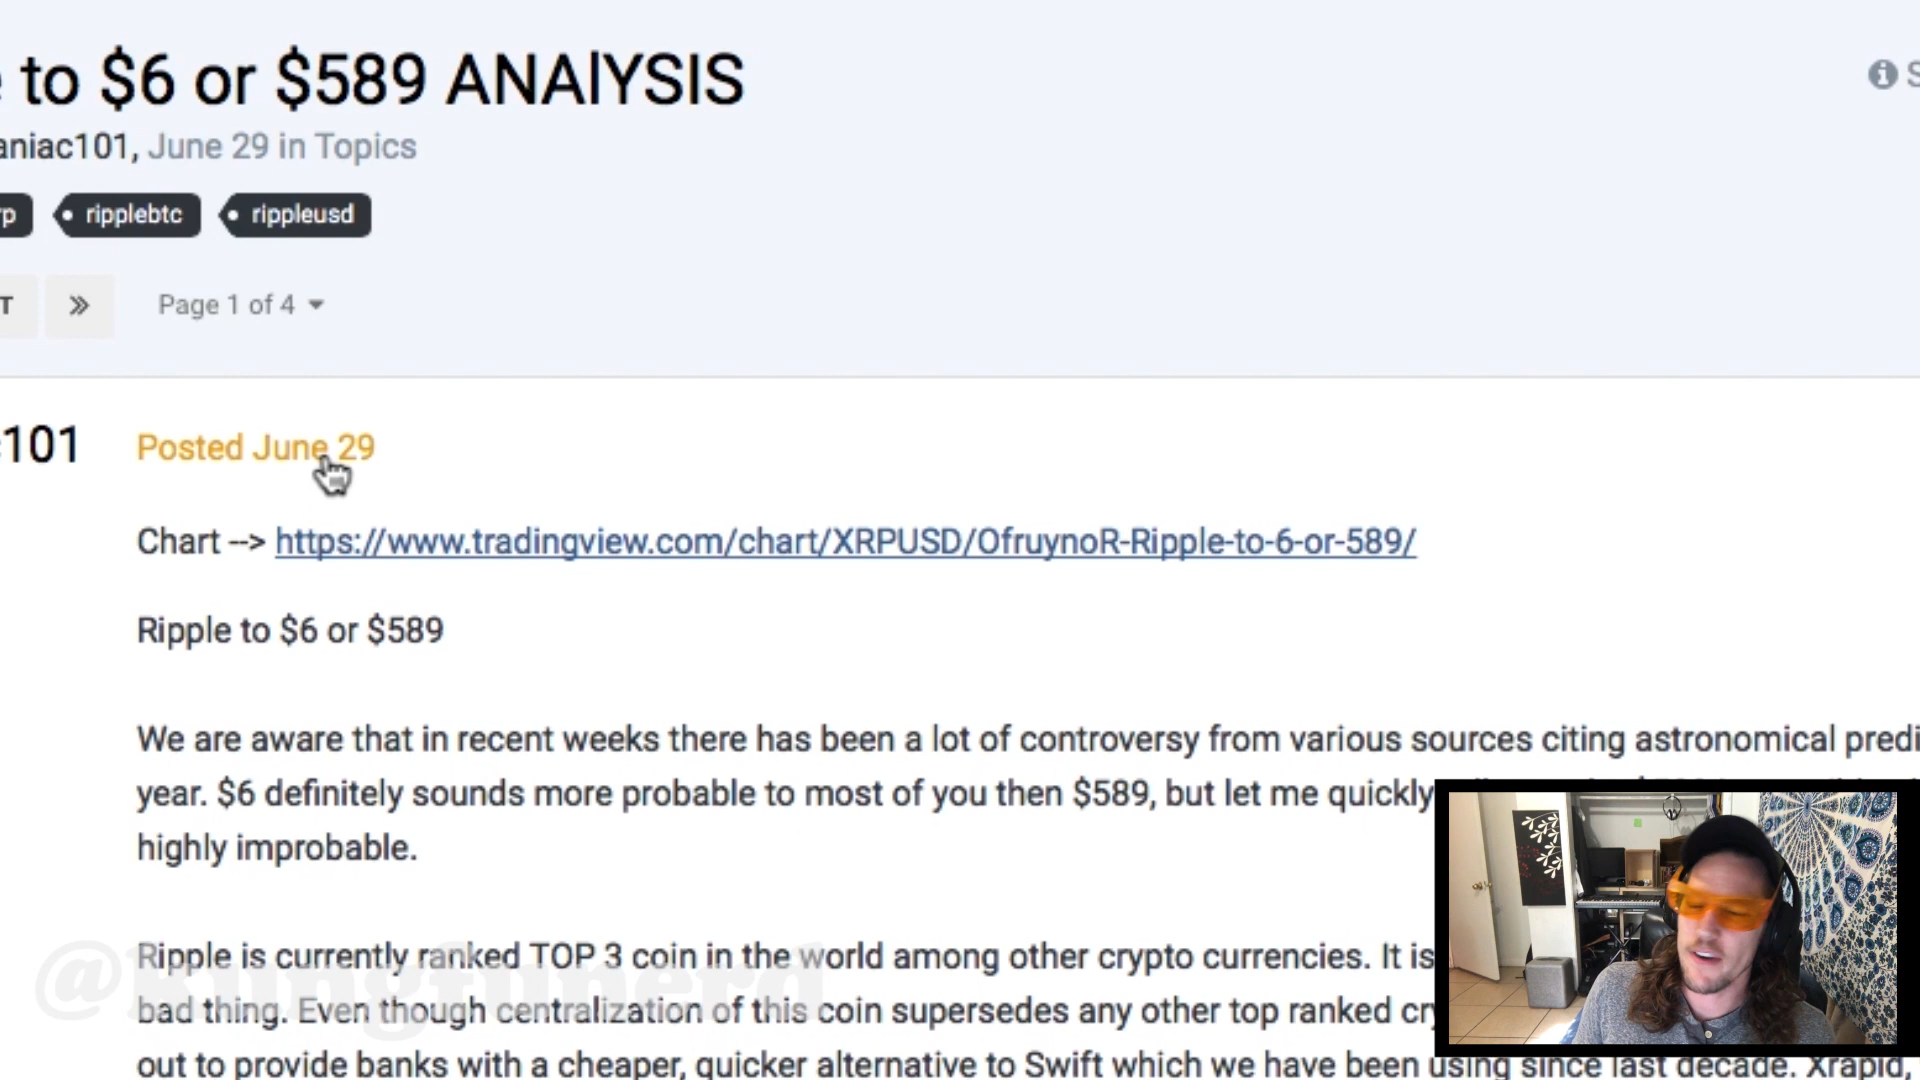 to $6 or $589 ANAlYSIS
aniac101, June 29 in Topics
ripplebtc
rippleusd
Page 1 of 4
101
Posted June 29
Chart --> https://www.tradingview.com/chart/XRPUSD/OfruynoR-Ripple-to-6-or-589/
Ripple to $6 or $589
We are aware that in recent weeks there has been a lot of controversy from various sources citing astronomical predi
year. $6 definitely sounds more probable to most of you then $589, but let me quickly
highly improbable.
Ripple is currently ranked TOP 3 coin in the world among other crypto currencies. It is
@Kungfunerd
bad thing. Even though centralization of this coin supersedes any other top ranked cry
out to provide banks with a cheaper, quicker alternative to Swift which we have been using since last decade. Xrapid,